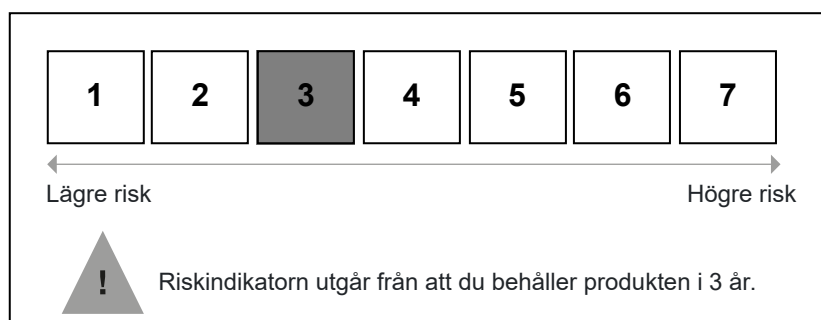 1 2 3 4 5 6 7
Lägre risk Högre risk
! Riskindikatorn utgår från att du behåller produkten i 3 år.